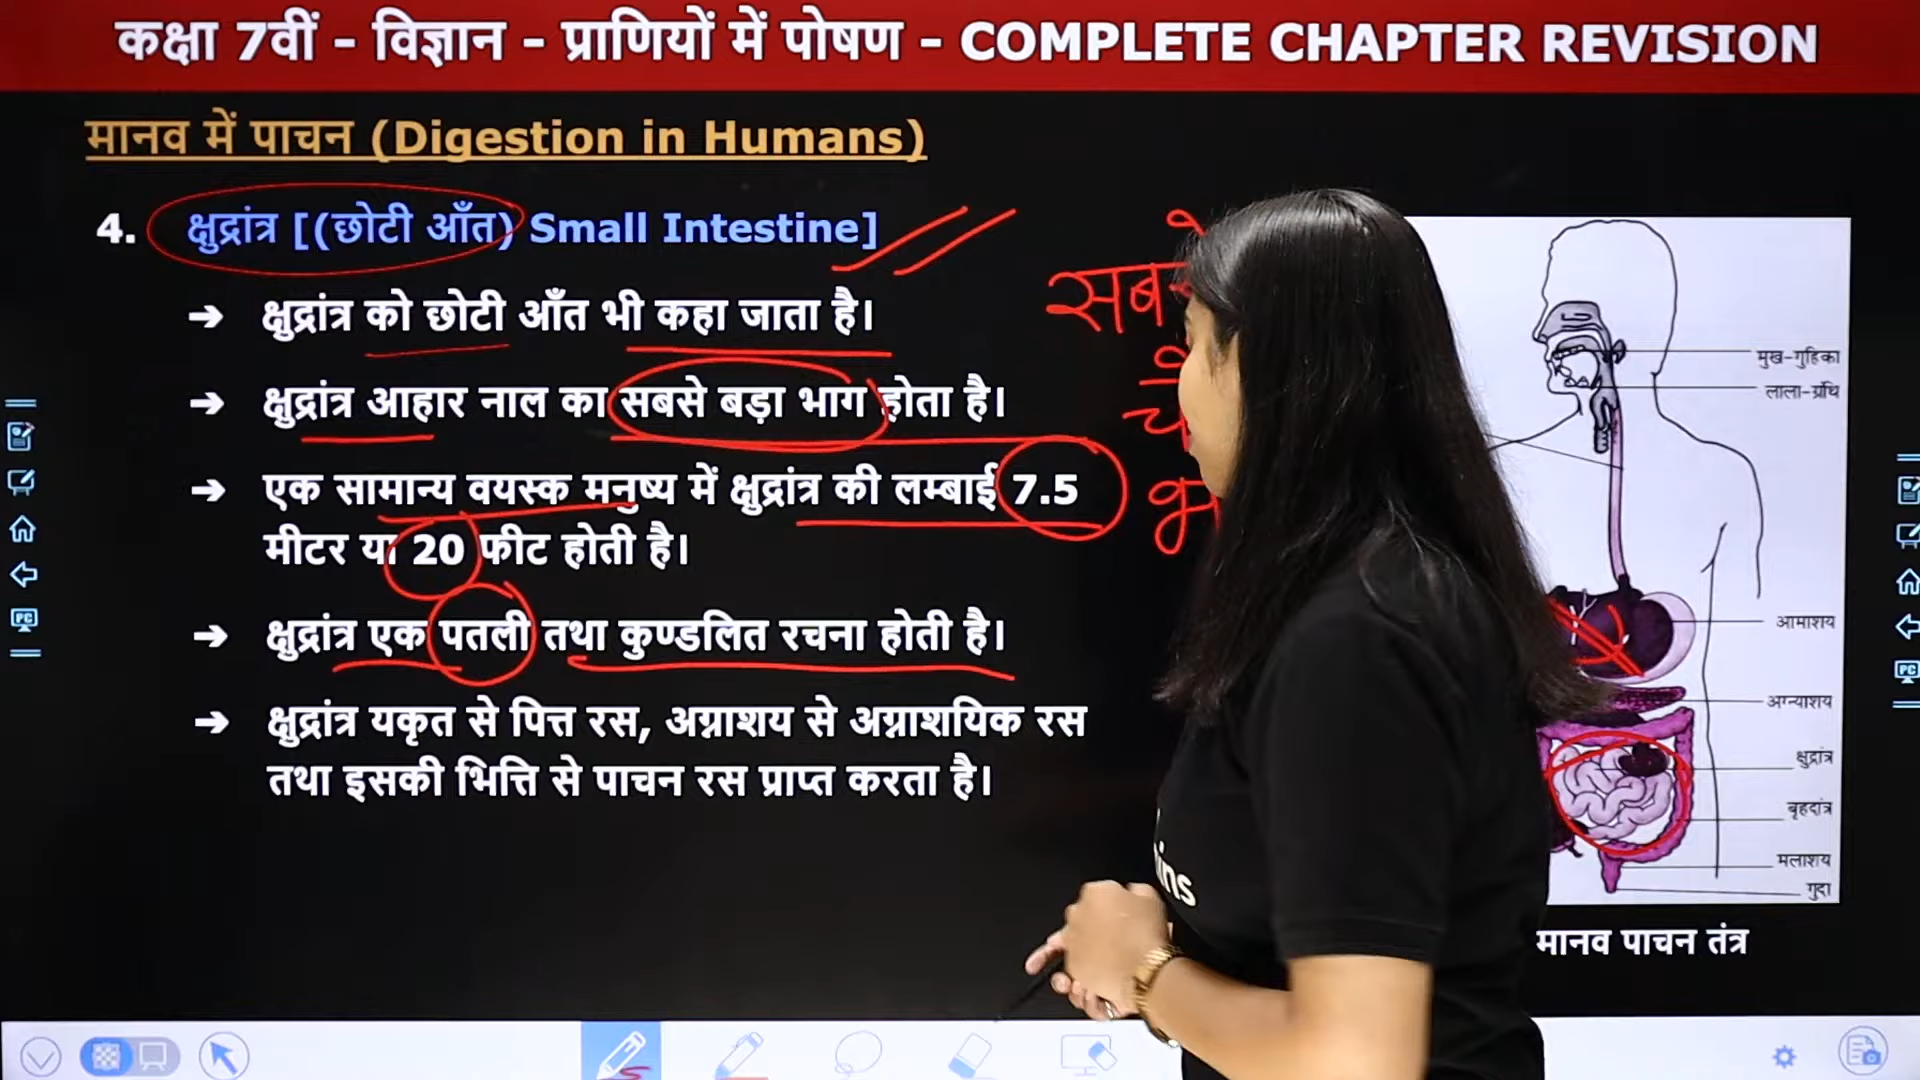 कक्षा 7वीं - विज्ञान - प्राणियों में पोषण - COMPLETE CHAPTER REVISION
मानव में पाचन (Digestion in Humans)
4. क्षुद्रांत्र [(छोटी आँत) Small Intestine]
➔ क्षुद्रांत्र को छोटी आँत भी कहा जाता है।
➔ क्षुद्रांत्र आहार नाल का सबसे बड़ा भाग होता है।
➔ एक सामान्य वयस्क मनुष्य में क्षुद्रांत्र की लम्बाई 7.5
मीटर या 20 फीट होती है।
➔ क्षुद्रांत्र एक पतली तथा कुण्डलित रचना होती है।
➔ क्षुद्रांत्र यकृत से पित्त रस, अग्नाशय से अग्नाशयिक रस
तथा इसकी भित्ति से पाचन रस प्राप्त करता है।
मुख-गुहिका
लाला-ग्रंथि
आमाशय
अग्न्याशय
क्षुद्रांत्र
बृहदांत्र
मलाशय
गुदा
मानव पाचन तंत्र
PC
PC